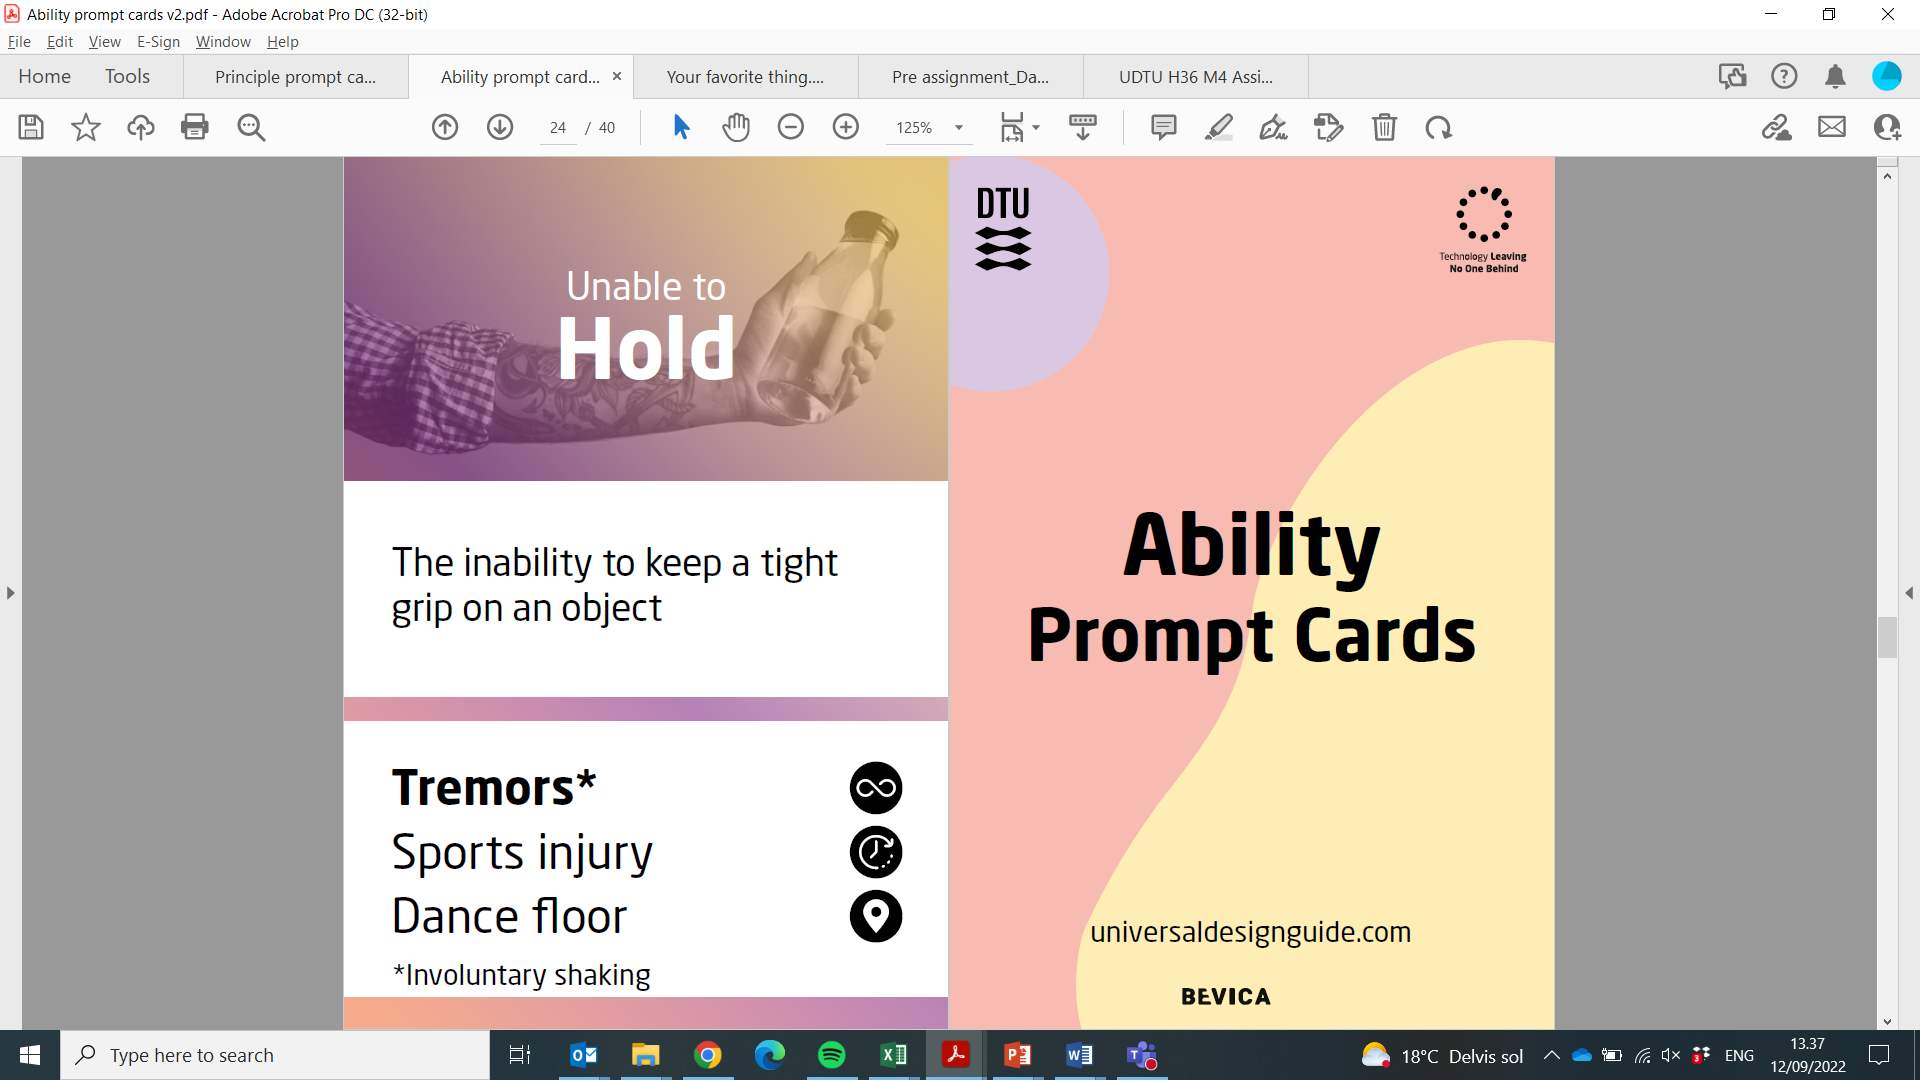 Ability prompt cards v2.pdf - Adobe Acrobat Pro DC (32-bit)
File Edit View E-Sign Window Help
Home Tools Principle prompt ca... Ability prompt card... × Your favorite thing.... Pre assignment_Da... UDTU H36 M4 Assi...
24 / 40 125%
Unable to
Hold
The inability to keep a tight
grip on an object
Tremors*
Sports injury
Dance floor
*Involuntary shaking
DTU
Technology Leaving
No One Behind
Ability
Prompt Cards
universaldesignguide.com
BEVICA
Type here to search
18°C Delvis sol
ENG
13.37
12/09/2022